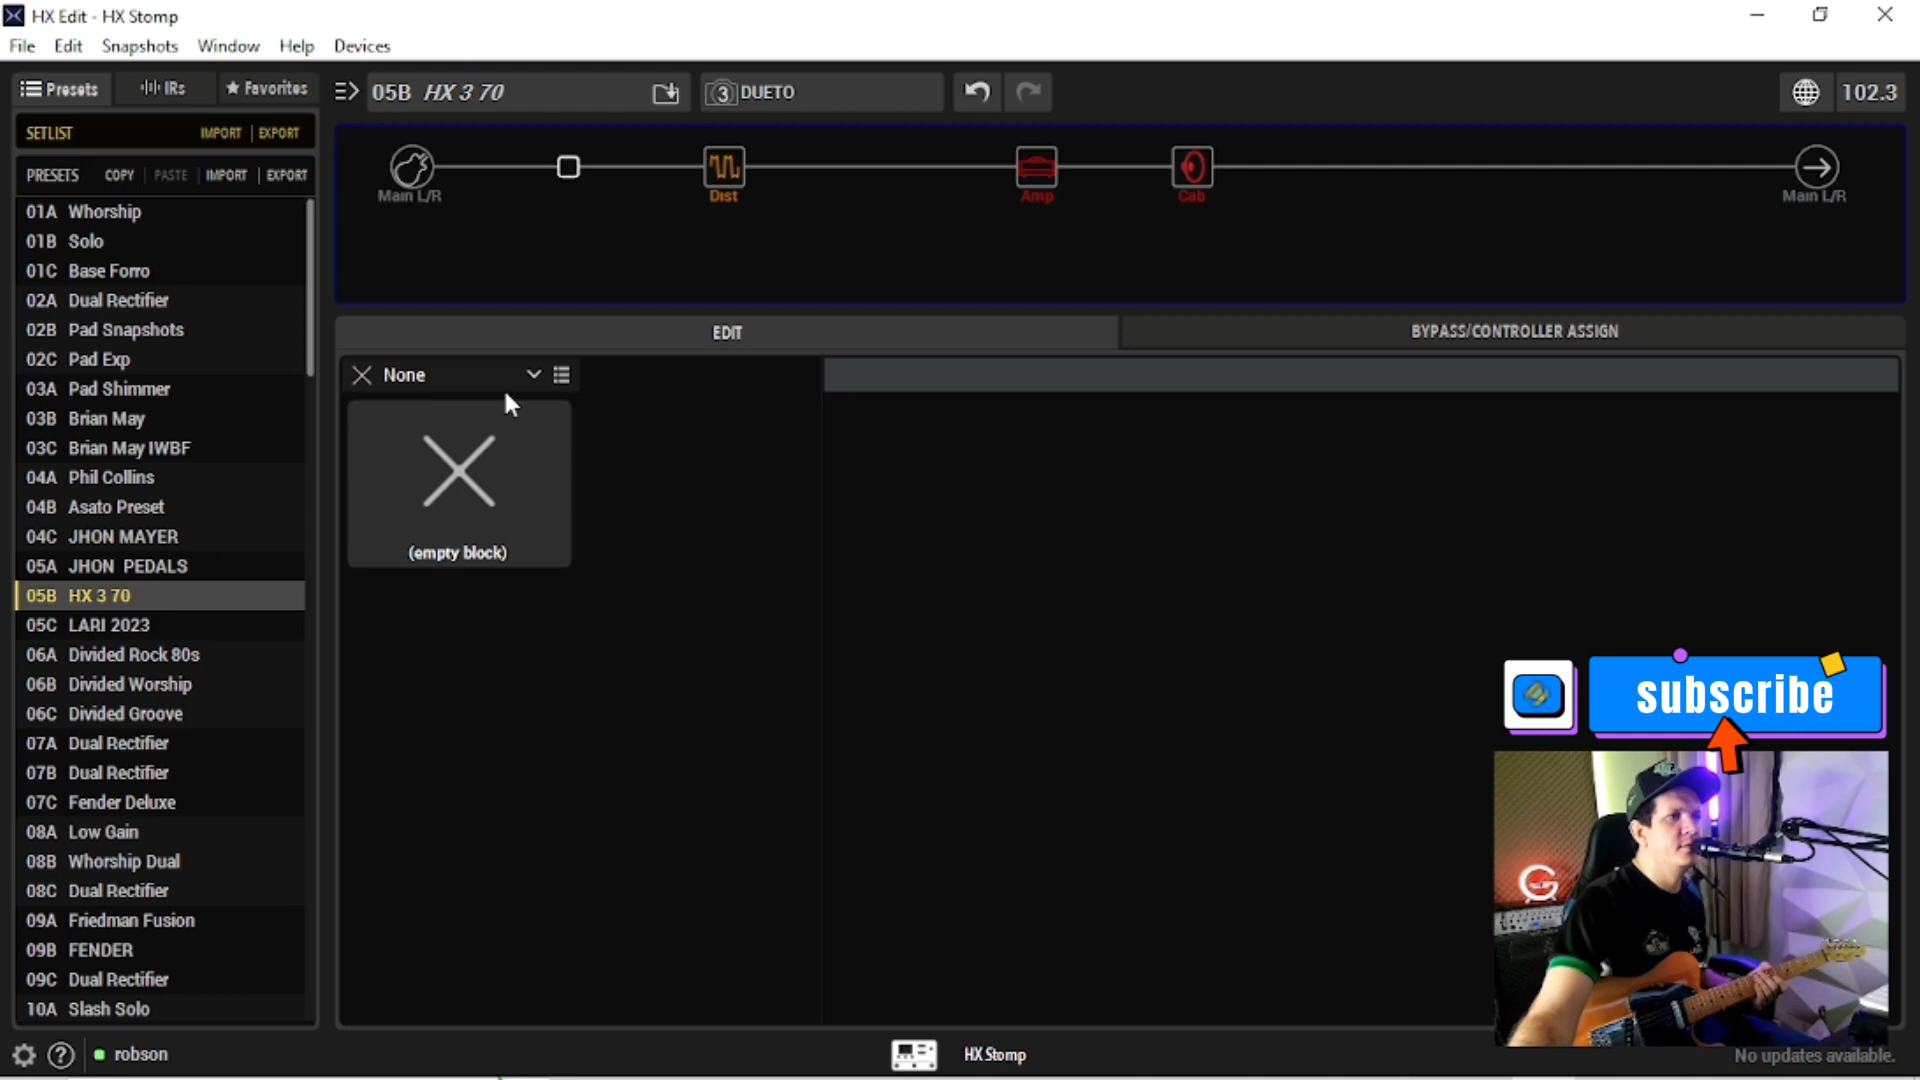 HX Edit - HX Stomp
File Edit Snapshots Window Help Devices
Presets IRs Favorites
05B HX 3 70
3 DUETO
102.3
SETLIST IMPORT | EXPORT
PRESETS COPY | PASTE | IMPORT | EXPORT
Main L/R
Dist
Amp
Cab
Main L/R
01A Whorship
01B Solo
01C Base Forro
02A Dual Rectifier
02B Pad Snapshots
02C Pad Exp
03A Pad Shimmer
03B Brian May
03C Brian May IWBF
04A Phil Collins
04B Asato Preset
04C JHON MAYER
05A JHON PEDALS
05B HX 3 70
05C LARI 2023
06A Divided Rock 80s
06B Divided Worship
06C Divided Groove
07A Dual Rectifier
07B Dual Rectifier
07C Fender Deluxe
08A Low Gain
08B Whorship Dual
08C Dual Rectifier
09A Friedman Fusion
09B FENDER
09C Dual Rectifier
10A Slash Solo
EDIT
BYPASS/CONTROLLER ASSIGN
None
(empty block)
subscribe
G
? robson
HX Stomp
No updates available.